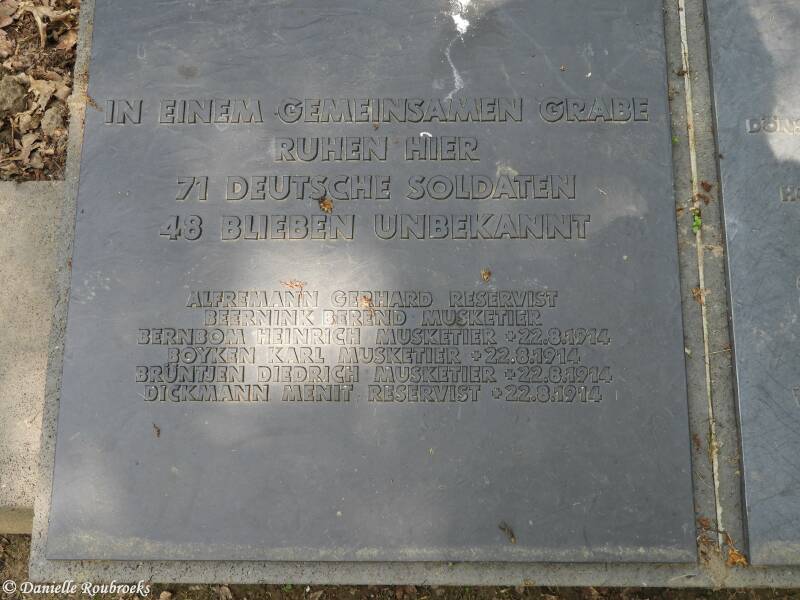 IN EINEM GEMEINSAMEN GRABE
RUHEN HIER
71 DEUTSCHE SOLDATEN
48 BLIEBEN UNBEKANNT
ALFREMANN GERHARD RESERVIST
BEERNINK BEREND MUSKETIER
BERNBOM HEINRICH MUSKETIER +22.8.1914
BOYKEN KARL MUSKETIER +22.8.1914
BRÜNTJEN DIEDRICH MUSKETIER +22.8.1914
DICKMANN MENIT RESERVIST +22.8.1914
© Danielle Roubroeks